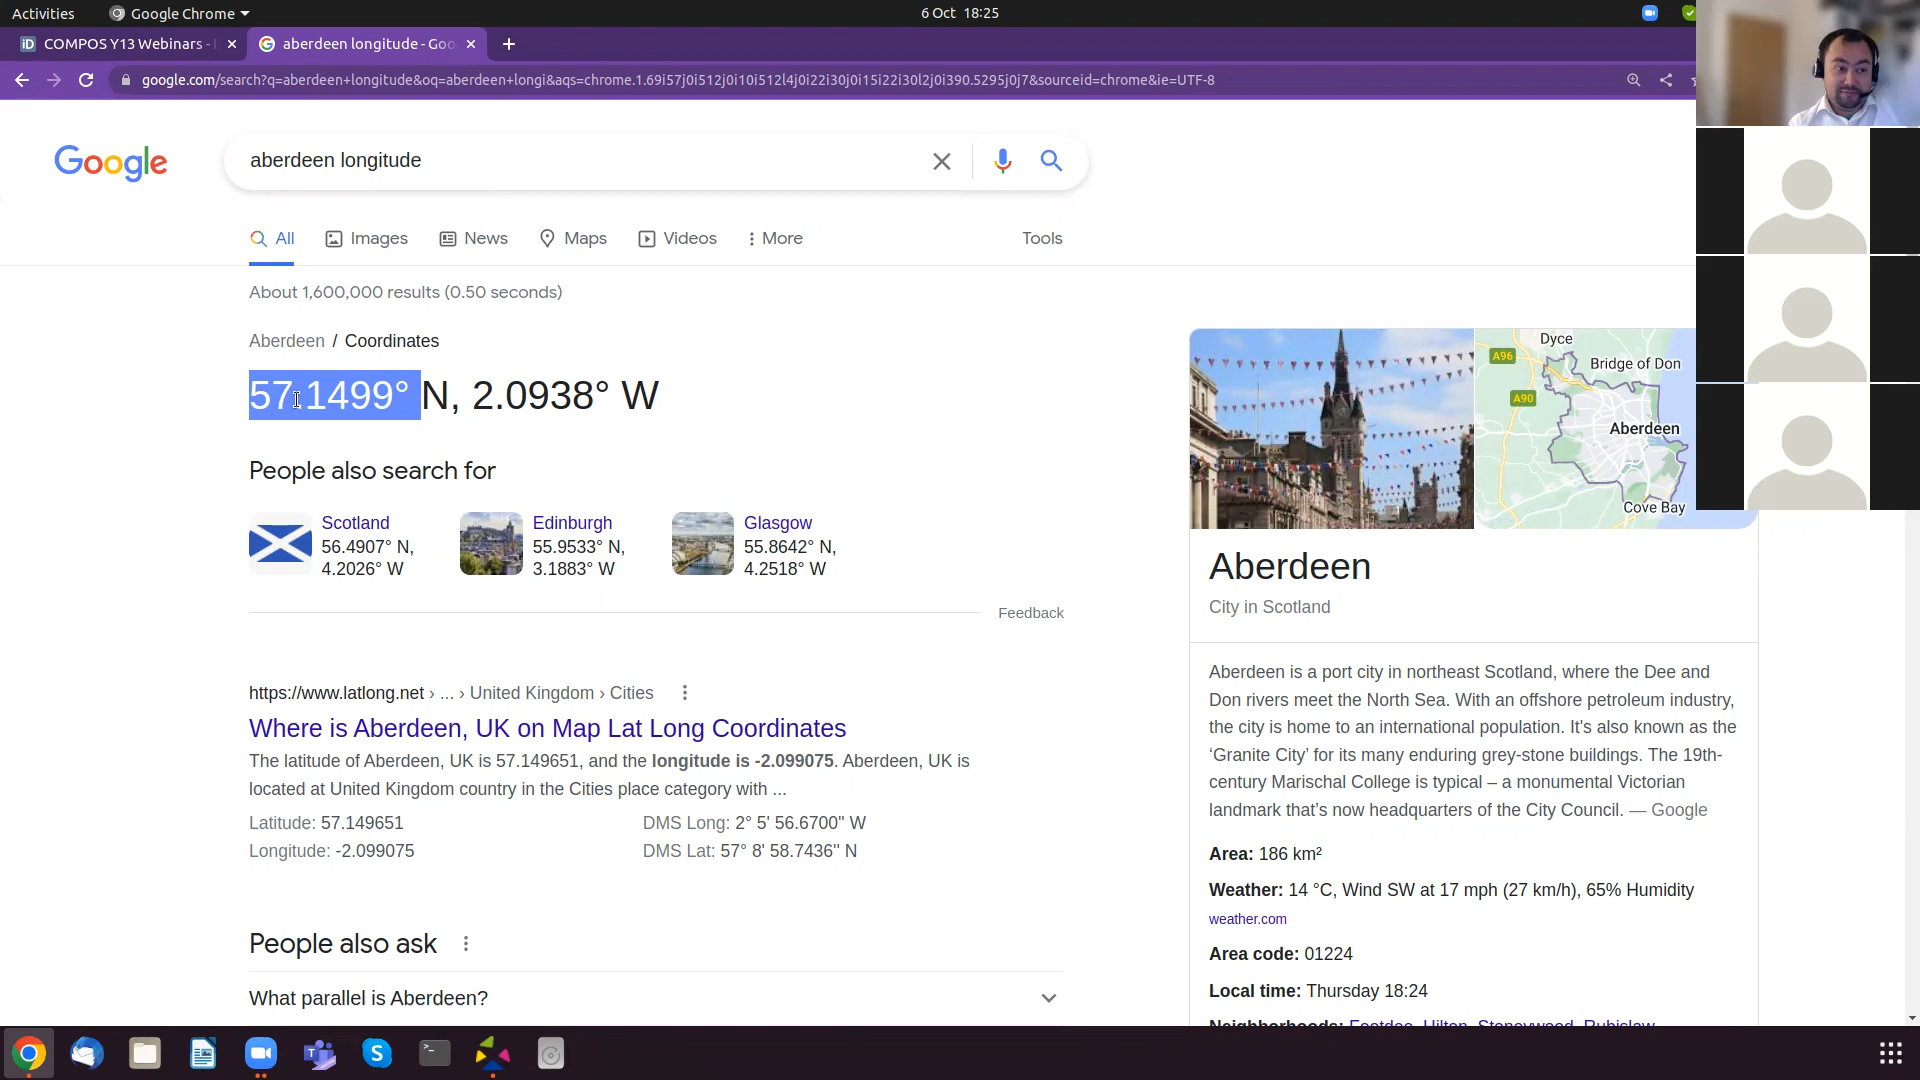 Activities
Google Chrome
6 Oct 18:25
COMPOS Y13 Webinars -
aberdeen longitude - Goo
google.com/search?q=aberdeen+longitude&oq=aberdeen+longi&aqs=chrome.1.69i57j0i512j0i10i512l4j0i22i30j0i15i22i30l2j0i390.5295j0j7&sourceid=chrome&ie=UTF-8
Google
aberdeen longitude
All
Images
News
Maps
Videos
More
Tools
About 1,600,000 results (0.50 seconds)
Aberdeen / Coordinates
57.1499° N, 2.0938° W
People also search for
Scotland
56.4907° N,
4.2026° W
Edinburgh
55.9533° N,
3.1883° W
Glasgow
55.8642° N,
4.2518° W
Feedback
https://www.latlong.net › ... › United Kingdom › Cities
Where is Aberdeen, UK on Map Lat Long Coordinates
The latitude of Aberdeen, UK is 57.149651, and the longitude is -2.099075. Aberdeen, UK is
located at United Kingdom country in the Cities place category with ...
Latitude: 57.149651
DMS Long: 2° 5' 56.6700'' W
Longitude: -2.099075
DMS Lat: 57° 8' 58.7436'' N
People also ask
What parallel is Aberdeen?
Dyce
A96
Bridge of Don
A90
Aberdeen
Cove Bay
Aberdeen
City in Scotland
Aberdeen is a port city in northeast Scotland, where the Dee and
Don rivers meet the North Sea. With an offshore petroleum industry,
the city is home to an international population. It's also known as the
‘Granite City’ for its many enduring grey-stone buildings. The 19th-
century Marischal College is typical – a monumental Victorian
landmark that’s now headquarters of the City Council. — Google
Area: 186 km²
Weather: 14 °C, Wind SW at 17 mph (27 km/h), 65% Humidity
weather.com
Area code: 01224
Local time: Thursday 18:24
Neighborhoods: Footdee, Hilton, Stoneywood, Rubislaw